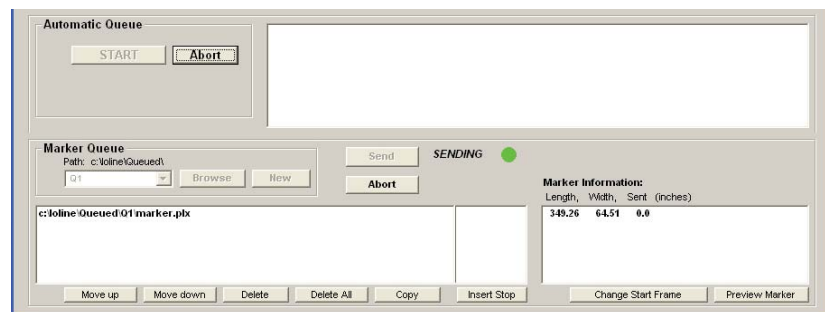 Automatic Queue
START Abort
Marker Queue
Path: c:\Ioline\Queued\
Q1 Browse New
Send SENDING
Abort
Marker Information:
Length, Width, Sent (inches)
c:\Ioline\Queued\Q1\marker.plx
349.26 64.51 0.0
Move up Move down Delete Delete All Copy Insert Stop Change Start Frame Preview Marker